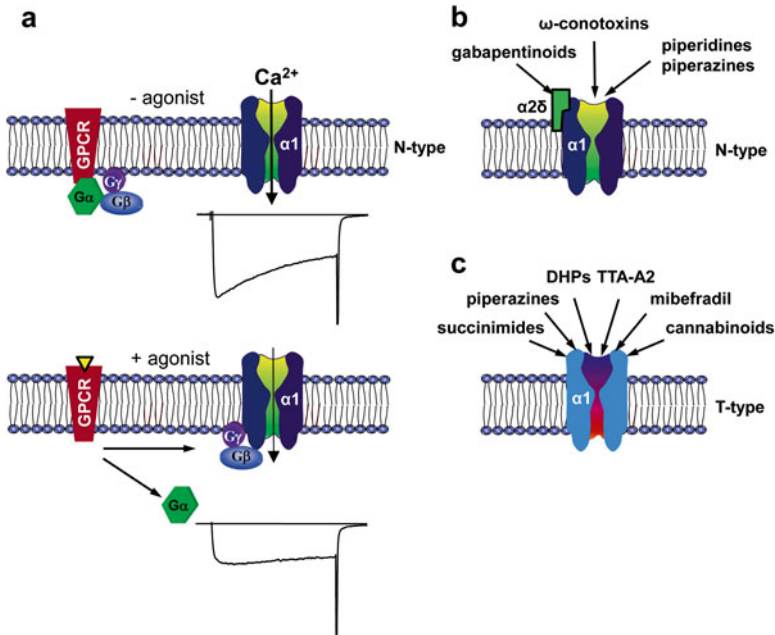 a
- agonist
Ca2+
GPCR
α1
N-type
Gα
Gγ
Gβ
+ agonist
GPCR
α1
Gγ
Gβ
Gα
b
ω-conotoxins
gabapentinoids
piperidines
piperazines
α2δ
α1
N-type
c
DHPs TTA-A2
piperazines
mibefradil
succinimides
cannabinoids
α1
T-type